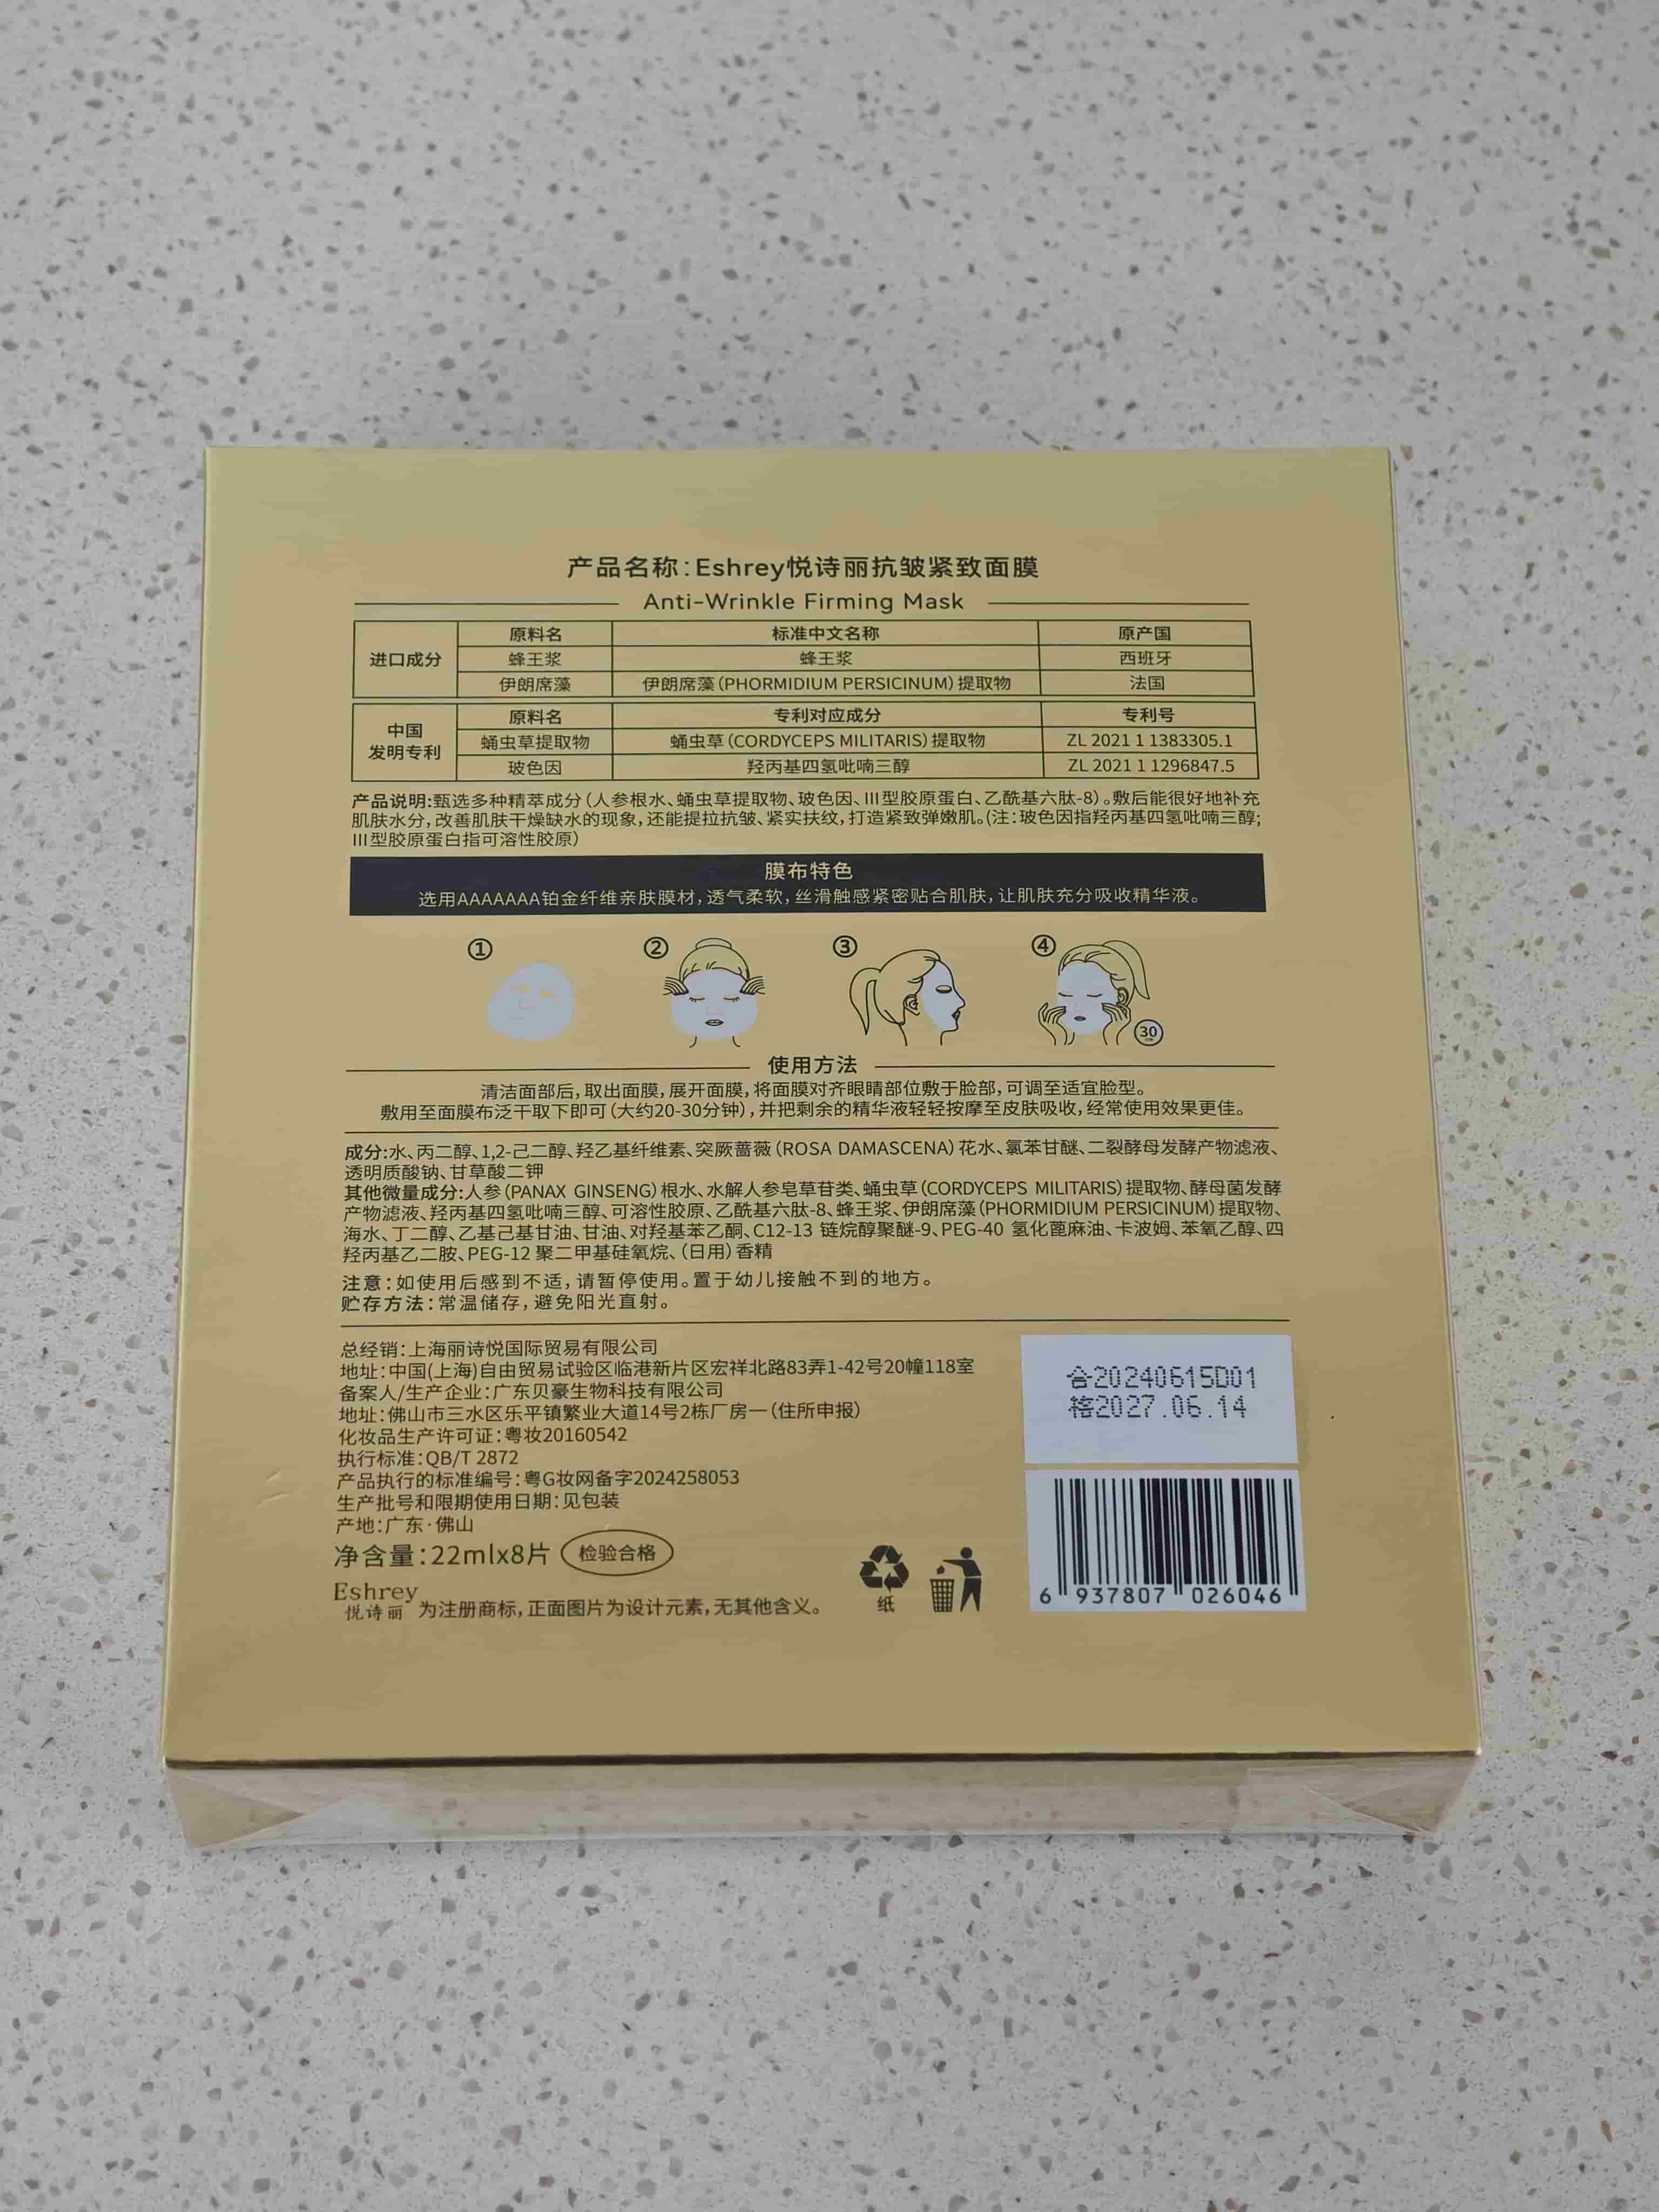 产品名称:Eshrey悦诗丽抗皱紧致面膜
Anti-Wrinkle Firming Mask
进口成分
原料名 标准中文名称 原产国
蜂王浆 蜂王浆 西班牙
伊朗席藻 伊朗席藻(PHORMIDIUM PERSICINUM)提取物 法国
中国
发明专利
原料名 专利对应成分 专利号
蛹虫草提取物 蛹虫草(CORDYCEPS MILITARIS)提取物 ZL 2021 1 1383305.1
玻色因 羟丙基四氢吡喃三醇 ZL 2021 1 1296847.5
产品说明:甄选多种精萃成分(人参根水、蛹虫草提取物、玻色因、III型胶原蛋白、乙酰基六肽-8)。敷后能很好地补充
肌肤水分,改善肌肤干燥缺水的现象,还能提拉抗皱、紧实扶纹,打造紧致弹嫩肌。(注:玻色因指羟丙基四氢吡喃三醇;
III型胶原蛋白指可溶性胶原)
膜布特色
选用AAAAAAA铂金纤维亲肤膜材,透气柔软,丝滑触感紧密贴合肌肤,让肌肤充分吸收精华液。
① ② ③ ④
30
使用方法
清洁面部后,取出面膜,展开面膜,将面膜对齐眼睛部位敷于脸部,可调至适宜脸型。
敷用至面膜布泛干取下即可(大约20-30分钟),并把剩余的精华液轻轻按摩至皮肤吸收,经常使用效果更佳。
成分:水、丙二醇、1,2-己二醇、羟乙基纤维素、突厥蔷薇(ROSA DAMASCENA)花水、氯苯甘醚、二裂酵母发酵产物滤液、
透明质酸钠、甘草酸二钾
其他微量成分:人参(PANAX GINSENG)根水、水解人参皂草苷类、蛹虫草(CORDYCEPS MILITARIS)提取物、酵母菌发酵
产物滤液、羟丙基四氢吡喃三醇、可溶性胶原、乙酰基六肽-8、蜂王浆、伊朗席藻(PHORMIDIUM PERSICINUM)提取物、
海水、丁二醇、乙基己基甘油、甘油、对羟基苯乙酮、C12-13 链烷醇聚醚-9、PEG-40 氢化蓖麻油、卡波姆、苯氧乙醇、四
羟丙基乙二胺、PEG-12 聚二甲基硅氧烷、(日用)香精
注意:如使用后感到不适,请暂停使用。置于幼儿接触不到的地方。
贮存方法:常温储存,避免阳光直射。
总经销:上海丽诗悦国际贸易有限公司
地址:中国(上海)自由贸易试验区临港新片区宏祥北路83弄1-42号20幢118室
备案人/生产企业:广东贝豪生物科技有限公司
地址:佛山市三水区乐平镇繁业大道14号2栋厂房一(住所申报)
化妆品生产许可证:粤妆20160542
执行标准:QB/T 2872
产品执行的标准编号:粤G妆网备字2024258053
生产批号和限期使用日期:见包装
产地:广东·佛山
净含量:22mlx8片 检验合格
Eshrey
悦诗丽 为注册商标,正面图片为设计元素,无其他含义。
纸
合20240615D01
格2027.06.14
6 937807 026046